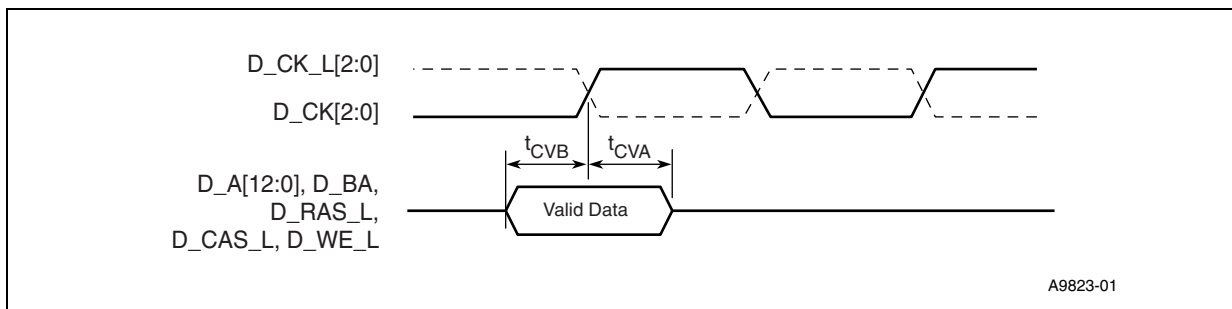 D_CK_L[2:0]
D_CK[2:0]
tCVB
tCVA
D_A[12:0], D_BA,
D_RAS_L,
D_CAS_L, D_WE_L
Valid Data
A9823-01